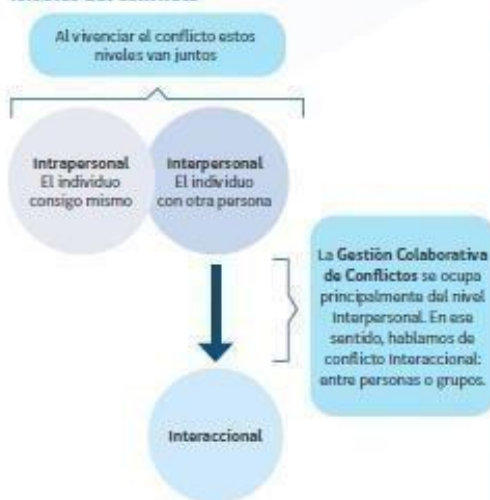 Al vivenciar el conflicto estos
niveles van juntos
Intrapersonal
El individuo
consigo mismo
Interpersonal
El individuo
con otra persona
La Gestión Colaborativa
de Conflictos se ocupa
principalmente del nivel
Interpersonal. En ese
sentido, hablamos de
conflicto Interaccional:
entre personas o grupos.
Interaccional